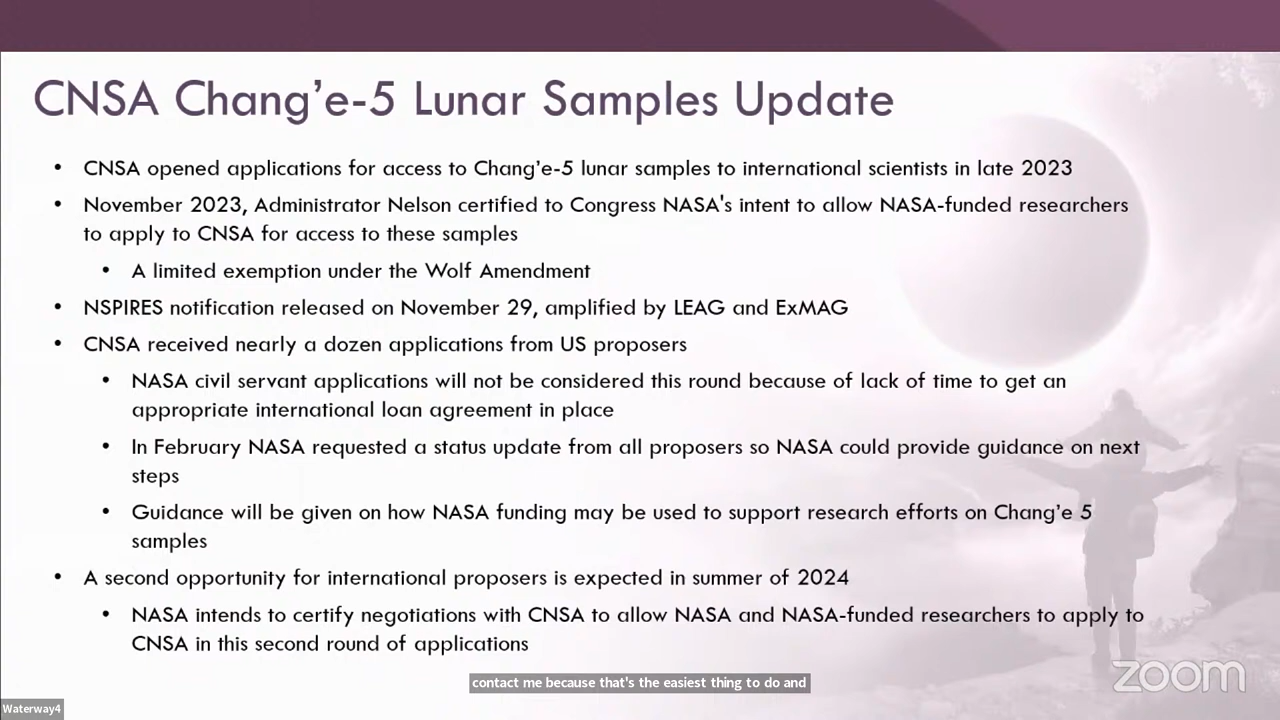 CNSA Chang’e-5 Lunar Samples Update
• CNSA opened applications for access to Chang’e-5 lunar samples to international scientists in late 2023
• November 2023, Administrator Nelson certified to Congress NASA's intent to allow NASA-funded researchers
to apply to CNSA for access to these samples
• A limited exemption under the Wolf Amendment
• NSPIRES notification released on November 29, amplified by LEAG and ExMAG
• CNSA received nearly a dozen applications from US proposers
• NASA civil servant applications will not be considered this round because of lack of time to get an
appropriate international loan agreement in place
• In February NASA requested a status update from all proposers so NASA could provide guidance on next
steps
• Guidance will be given on how NASA funding may be used to support research efforts on Chang’e 5
samples
• A second opportunity for international proposers is expected in summer of 2024
• NASA intends to certify negotiations with CNSA to allow NASA and NASA-funded researchers to apply to
CNSA in this second round of applications
contact me because that's the easiest thing to do and
zoom
Waterway4